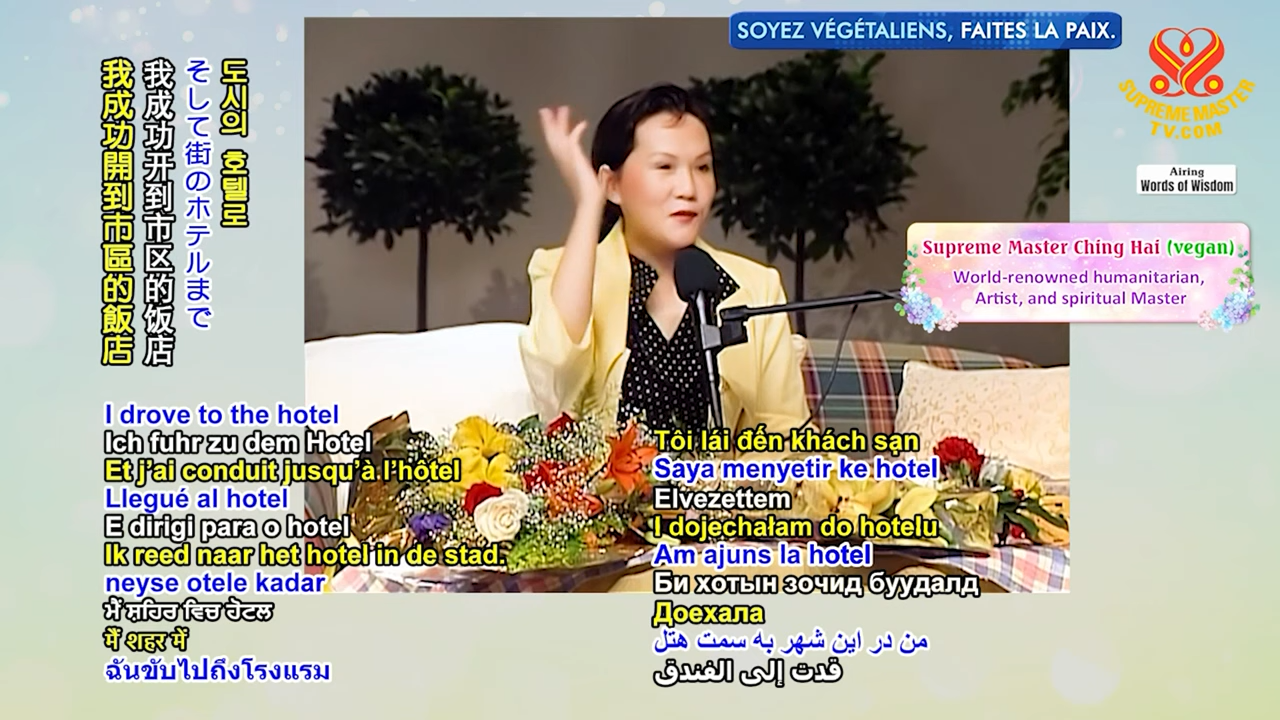 SOYEZ VÉGÉTALIENS, FAITES LA PAIX.
SUPREME MASTER
TV.COM
Airing
Words of Wisdom
Supreme Master Ching Hai (vegan)
World-renowned humanitarian,
Artist, and spiritual Master
도시의 호텔로
そして街のホテルまで
我成功开到市区的饭店
我成功開到市區的飯店
I drove to the hotel
Ich fuhr zu dem Hotel
Et j'ai conduit jusqu'à l'hôtel
Llegué al hotel
E dirigi para o hotel
Ik reed naar het hotel in de stad.
neyse otele kadar
ਮੈਂ ਸ਼ਹਿਰ ਵਿਚ ਹੋਟਲ
मैं शहर में
ฉันขับไปถึงโรงแรม
Tôi lái đến khách sạn
Saya menyetir ke hotel
Elvezettem
I dojechałam do hotelu
Am ajuns la hotel
Би хотын зочид буудалд
Доехала
من در این شهر به سمت هتل
قدت إلى الفندق